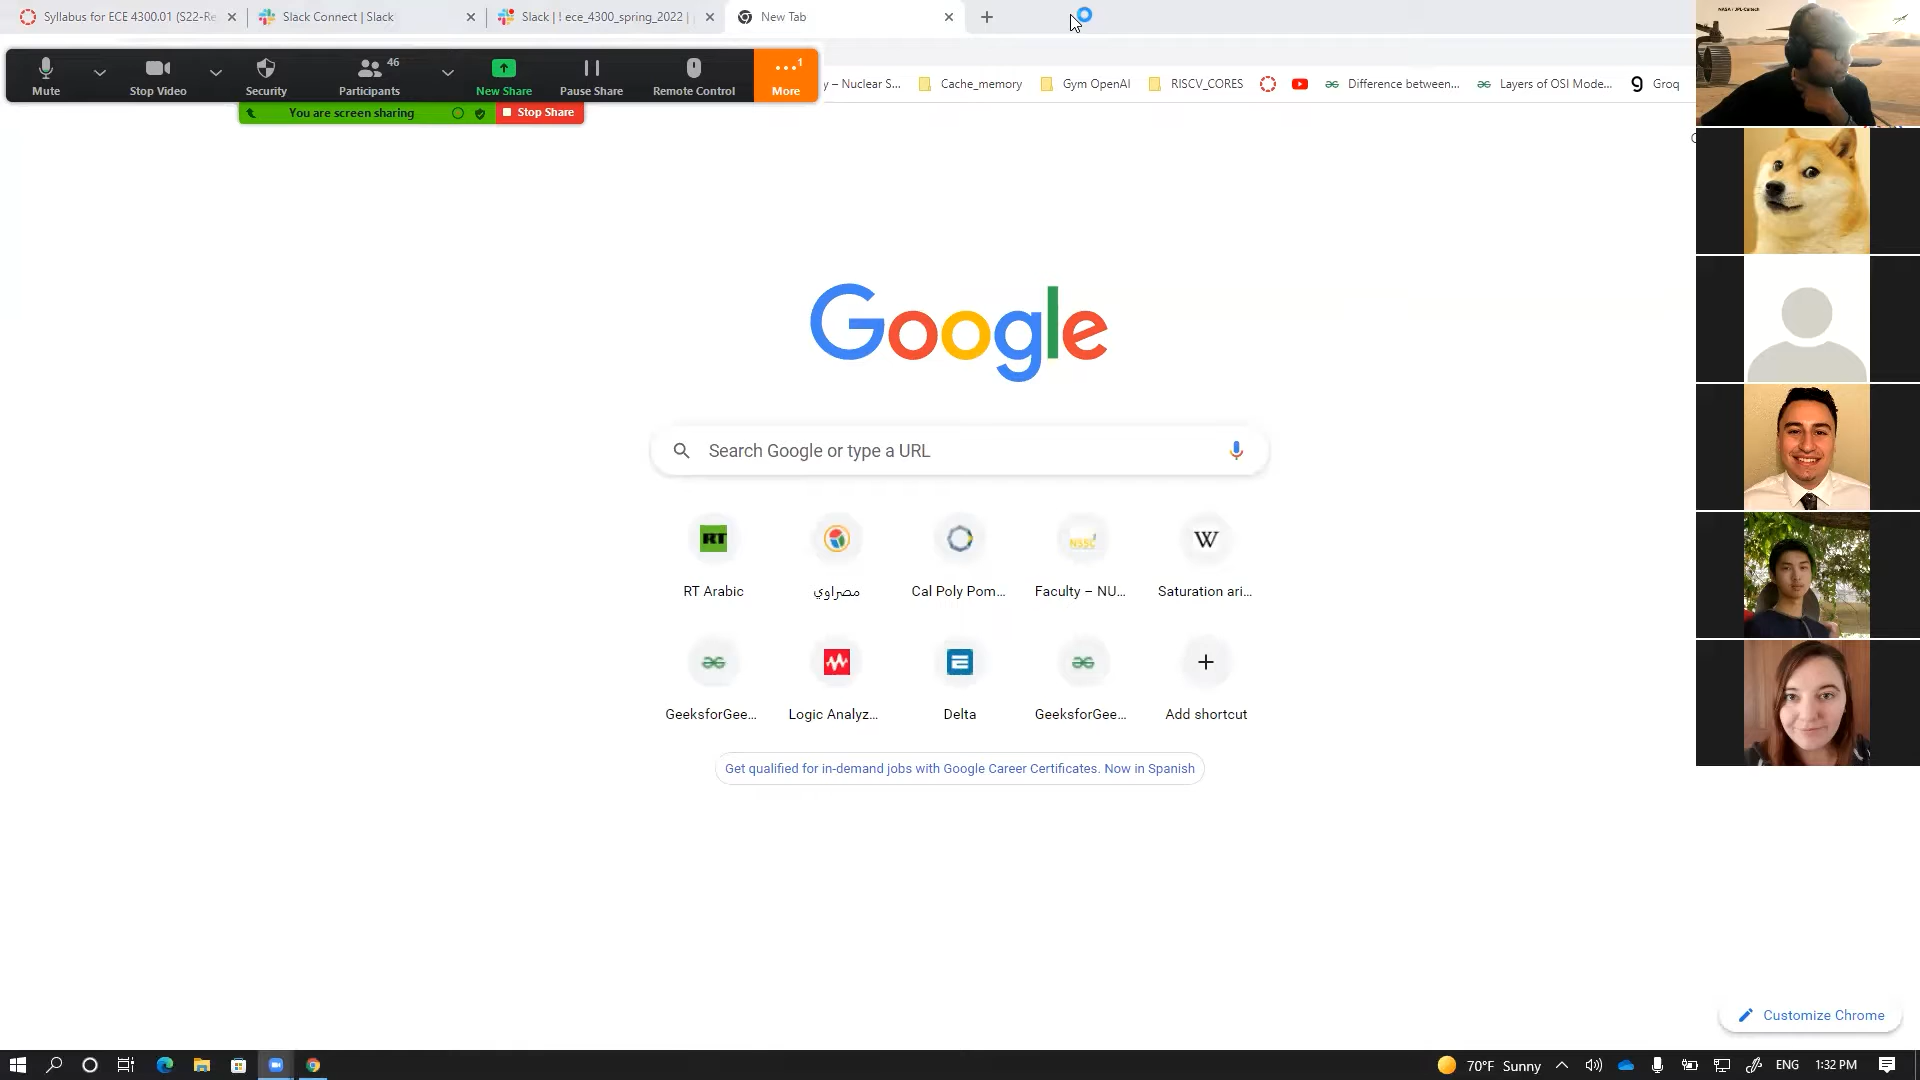 Syllabus for ECE 4300.01 (S22-Re
Slack Connect | Slack
Slack | ! ece_4300_spring_2022 |
New Tab
NASA / JPL-Caltech
Mute
Stop Video
Security
46
Participants
New Share
Pause Share
Remote Control
1
More
y – Nuclear S...
Cache_memory
Gym OpenAI
RISCV_CORES
Difference between...
Layers of OSI Mode...
Groq
You are screen sharing
Stop Share
Google
Search Google or type a URL
RT
W
RT Arabic
مصراوي
Cal Poly Pom...
Faculty – NU...
Saturation ari...
GeeksforGee...
Logic Analyz...
Delta
GeeksforGee...
Add shortcut
Get qualified for in-demand jobs with Google Career Certificates. Now in Spanish
Customize Chrome
70°F Sunny
ENG
1:32 PM